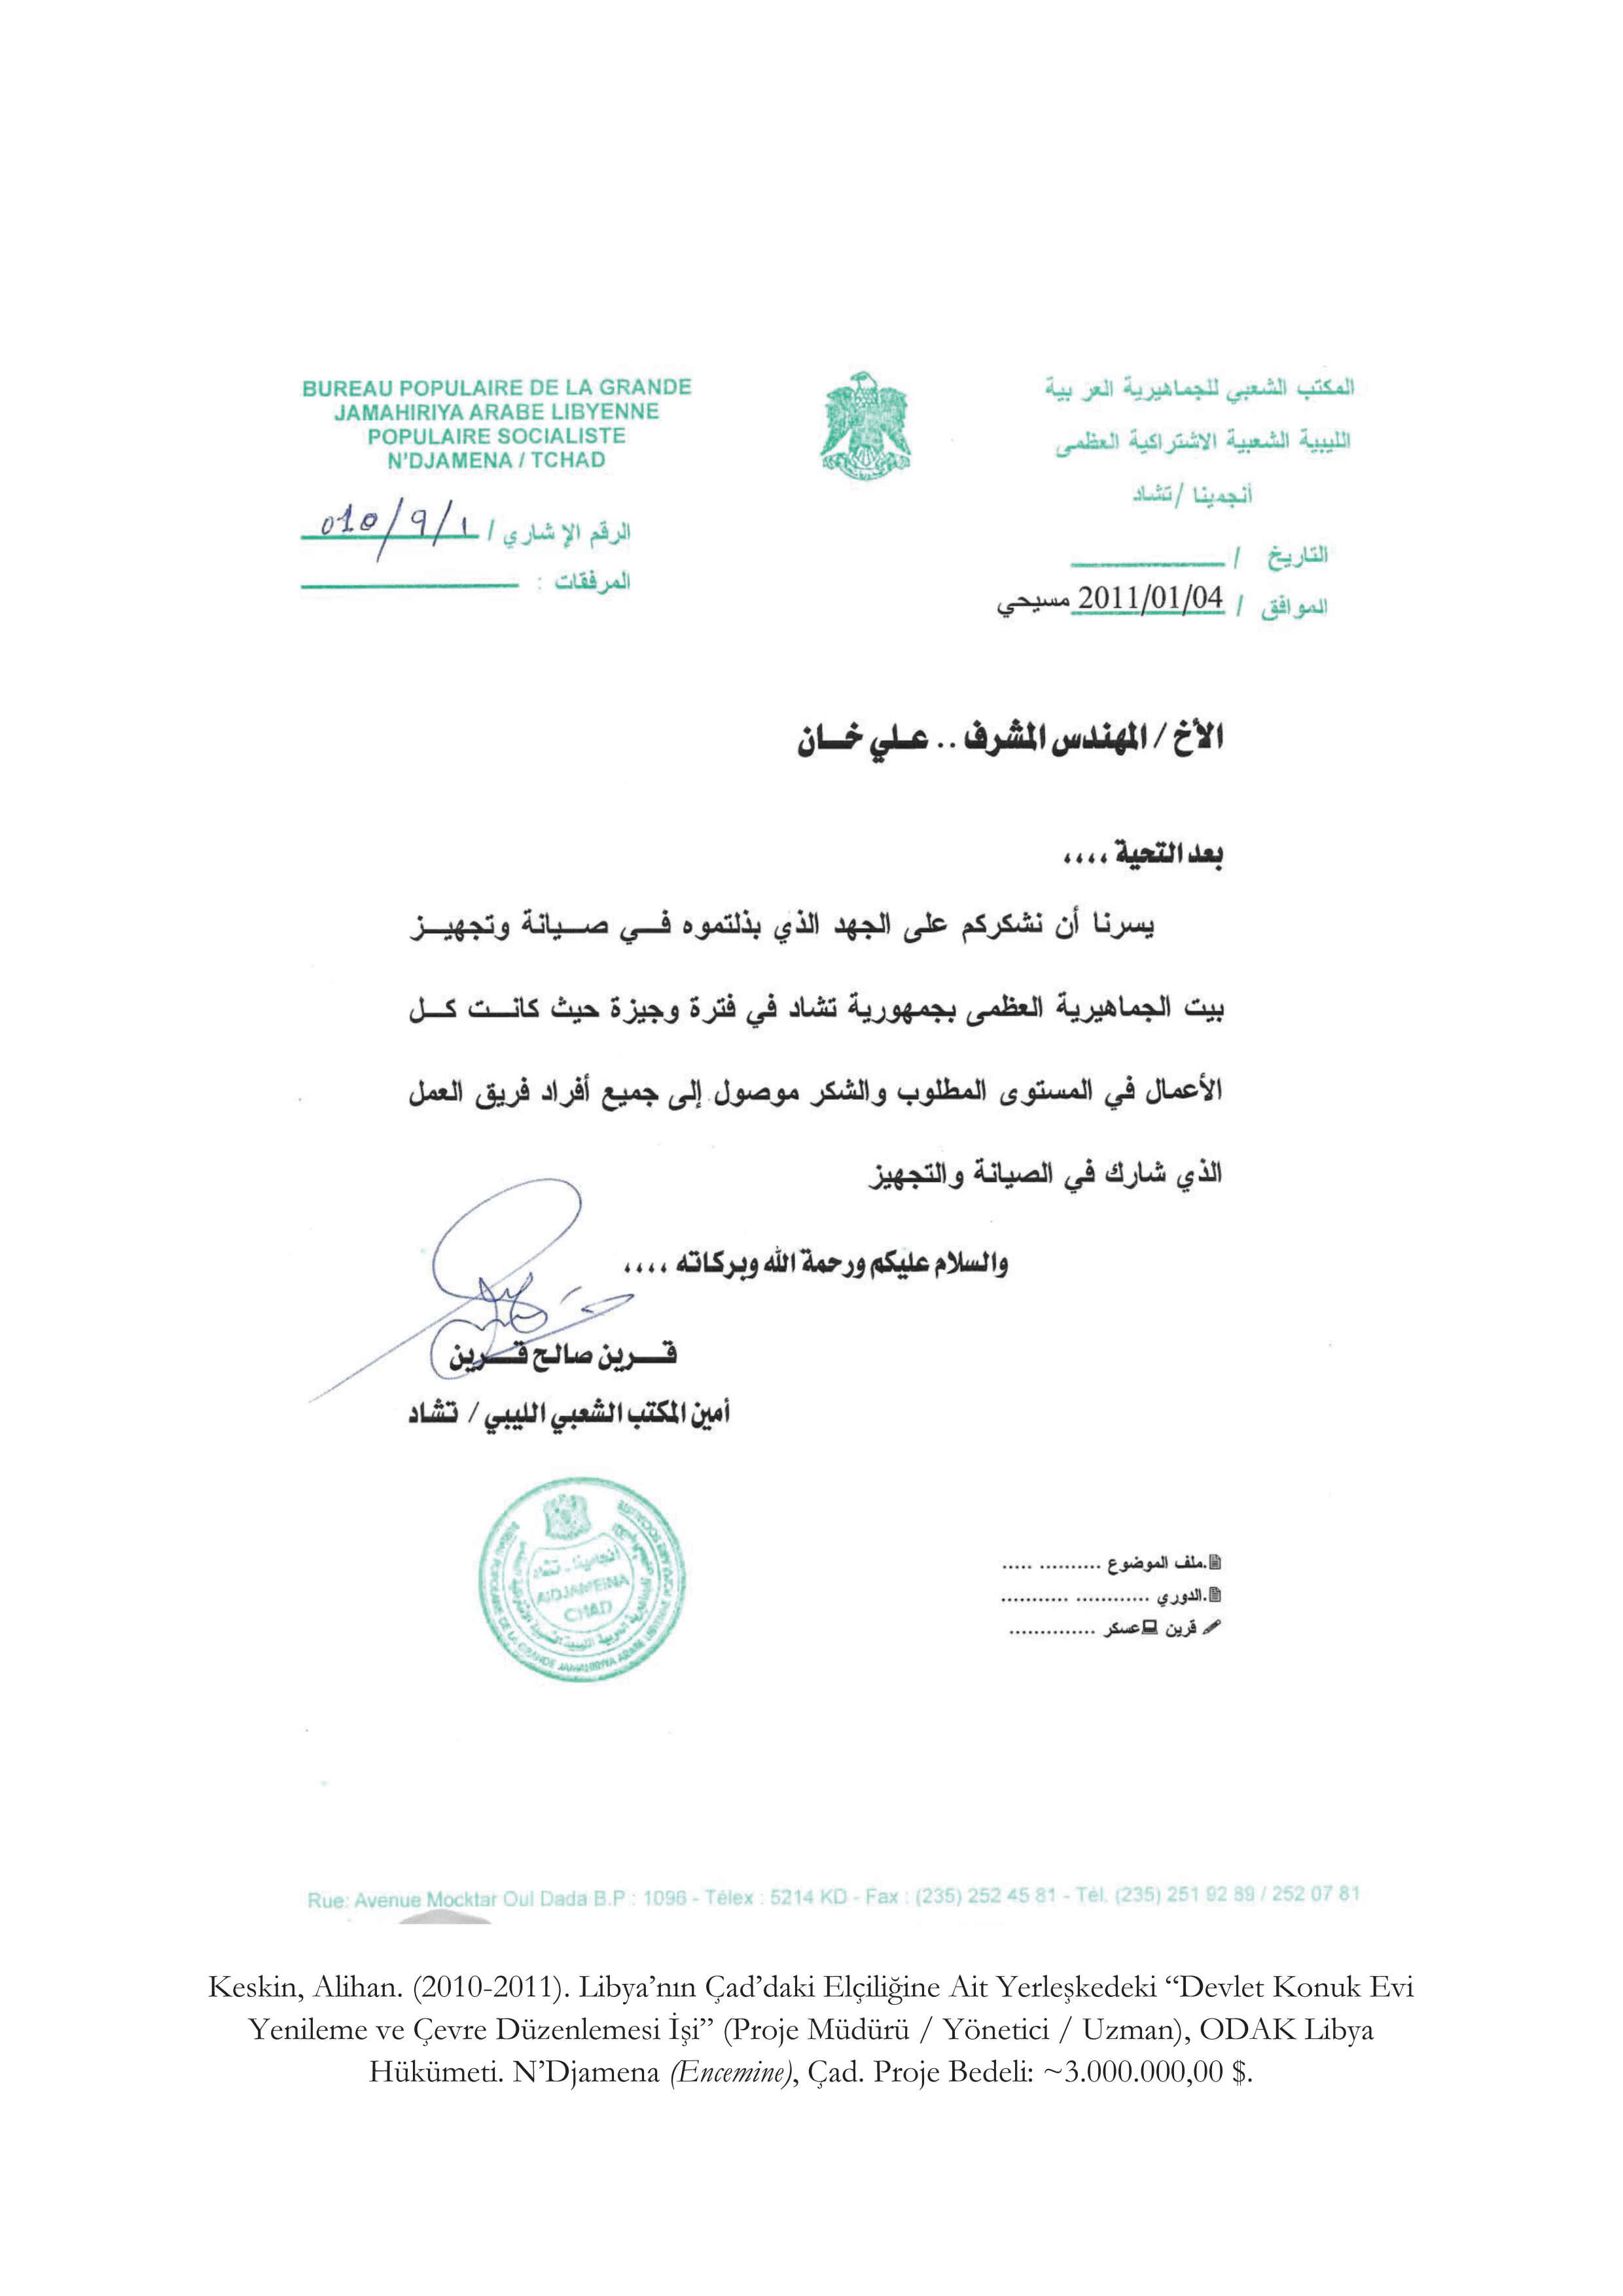 BUREAU POPULAIRE DE LA GRANDE
JAMAHIRIYA ARABE LIBYENNE
POPULAIRE SOCIALISTE
N'DJAMENA / TCHAD
المكتب الشعبي للجماهيرية العربية
الليبية الشعبية الاشتراكية العظمى
أنجمينا / تشاد
الرقم الإشاري /
المرفقات :
التاريخ /
الموافق / 2011/01/04 مسيحي
الأخ / المهندس المشرف .. علي خان
بعد التحية ،،،،
يسرنا أن نشكركم على الجهد الذي بذلتموه في صيانة وتجهيز
بيت الجماهيرية العظمى بجمهورية تشاد في فترة وجيزة حيث كانت كل
الأعمال في المستوى المطلوب والشكر موصول إلى جميع أفراد فريق العمل
الذي شارك في الصيانة والتجهيز
والسلام عليكم ورحمة الله وبركاته ،،،،
قرين صالح قرين
أمين المكتب الشعبي الليبي / تشاد
CHAD
ملف الموضوع ............... 
الدوري .......................
قرين عسكر ..............
Rue: Avenue Mocktar Oul Dada B.P : 1096 - Télex : 5214 KD - Fax : (235) 252 45 81 - Tél. (235) 251 92 89 / 252 07 81
Keskin, Alihan. (2010-2011). Libya’nın Çad’daki Elçiliğine Ait Yerleşkedeki “Devlet Konuk Evi
Yenileme ve Çevre Düzenlemesi İşi” (Proje Müdürü / Yönetici / Uzman), ODAK Libya
Hükümeti. N’Djamena (Encemine), Çad. Proje Bedeli: ~3.000.000,00 $.